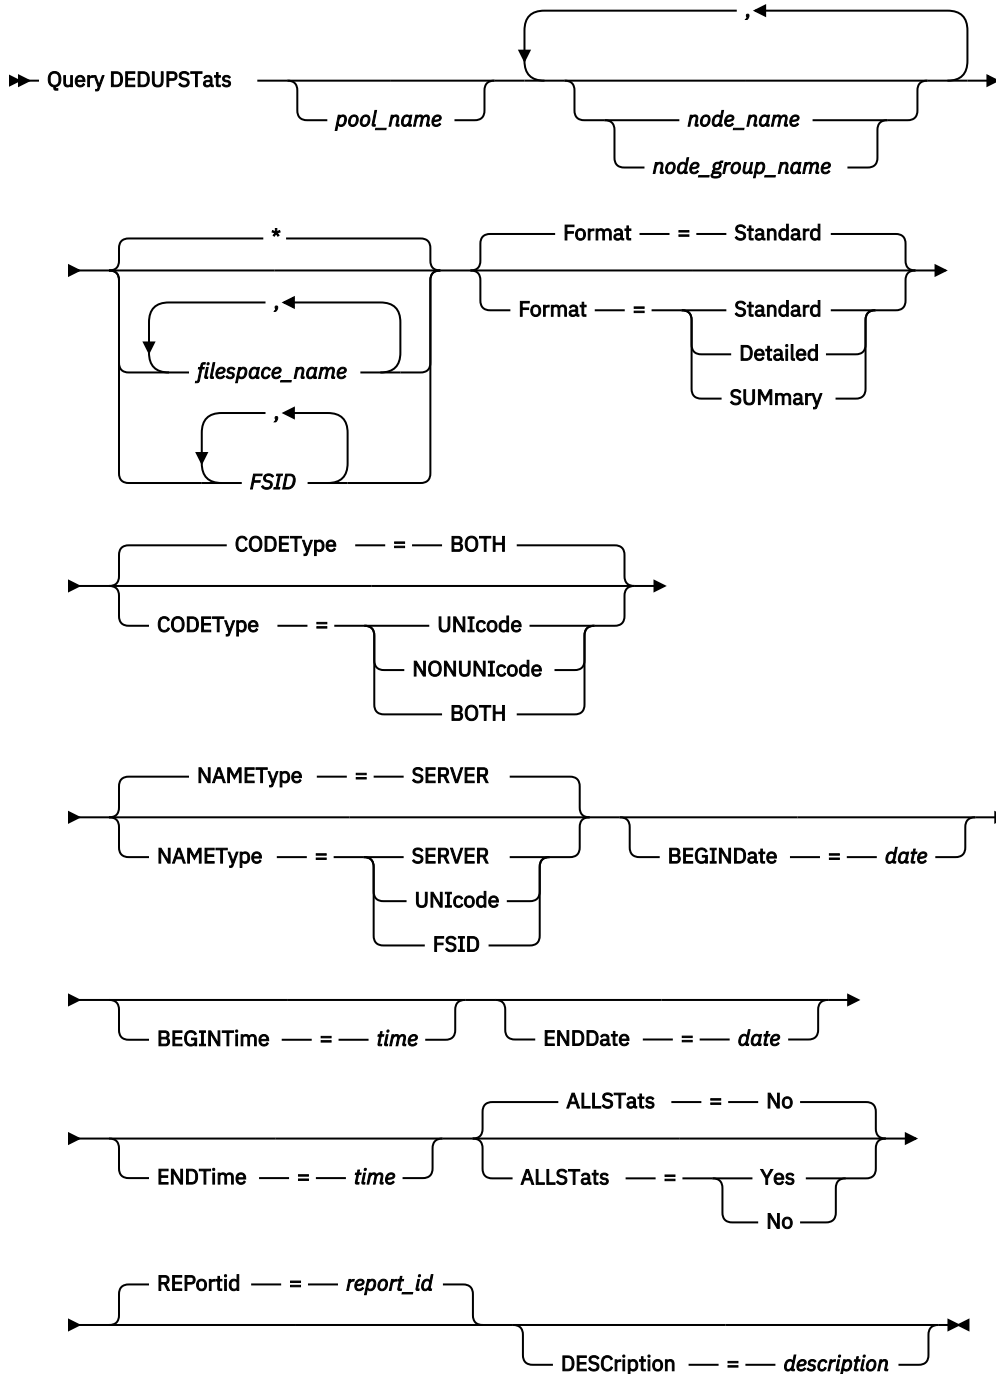 ,
Query DEDUPSTats
pool_name
node_name
node_group_name
*
,
filespace_name
,
FSID
Format = Standard
Format = Standard
Detailed
SUMmary
CODEType = BOTH
CODEType = UNIcode
NONUNIcode
BOTH
NAMEType = SERVER
NAMEType = SERVER
UNIcode
FSID
BEGINDate = date
BEGINTime = time
ENDDate = date
ENDTime = time
ALLSTats = No
ALLSTats = Yes
No
REPortid = report_id
DESCription = description